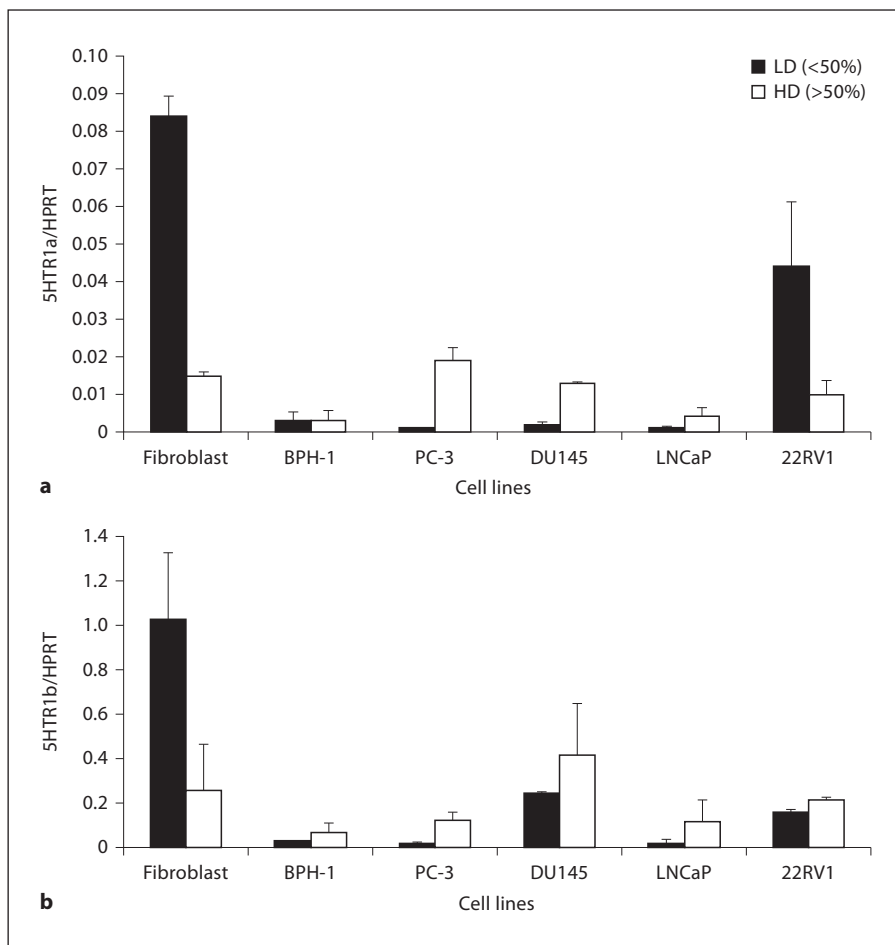 0.10
0.09
0.08
0.07
0.06
0.05
0.04
0.03
0.02
0.01
0
5HTR1a/HPRT
LD (<50%)
HD (>50%)
Fibroblast BPH-1 PC-3 DU145 LNCaP 22RV1
Cell lines
a
1.4
1.2
1.0
0.8
0.6
0.4
0.2
0
5HTR1b/HPRT
Fibroblast BPH-1 PC-3 DU145 LNCaP 22RV1
Cell lines
b